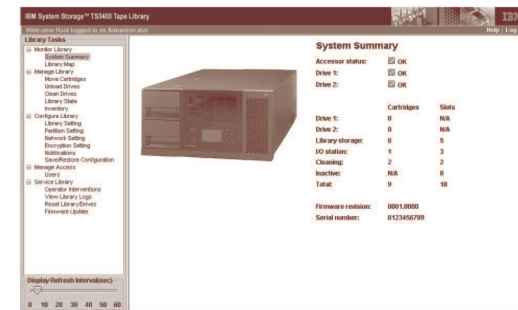 IBM System Storage™ TS3400 Tape Library
IBM
Welcome Root logged in as Administrator
Help | Log
Library Tasks
Monitor Library
System Summary
Library Map
Manage Library
Move Cartridges
Unload Drives
Clean Drives
Library State
Inventory
Configure Library
Library Setting
Partition Setting
Network Setting
Encryption Setting
Notifications
Save/Restore Configuration
Manage Access
Users
Service Library
Operator Interventions
View Library Logs
Reset Library/Drives
Firmware Update
Display Refresh Interval(sec)
0 10 20 30 40 50 60
System Summary
Accessor status: OK
Drive 1: OK
Drive 2: OK
Cartridges Slots
Drive 1: 0 N/A
Drive 2: 0 N/A
Library storage: 6 5
I/O station: 1 3
Cleaning: 2 2
Inactive: N/A 8
Total: 9 18
Firmware revision: 0001.0000
Serial number: 0123456789